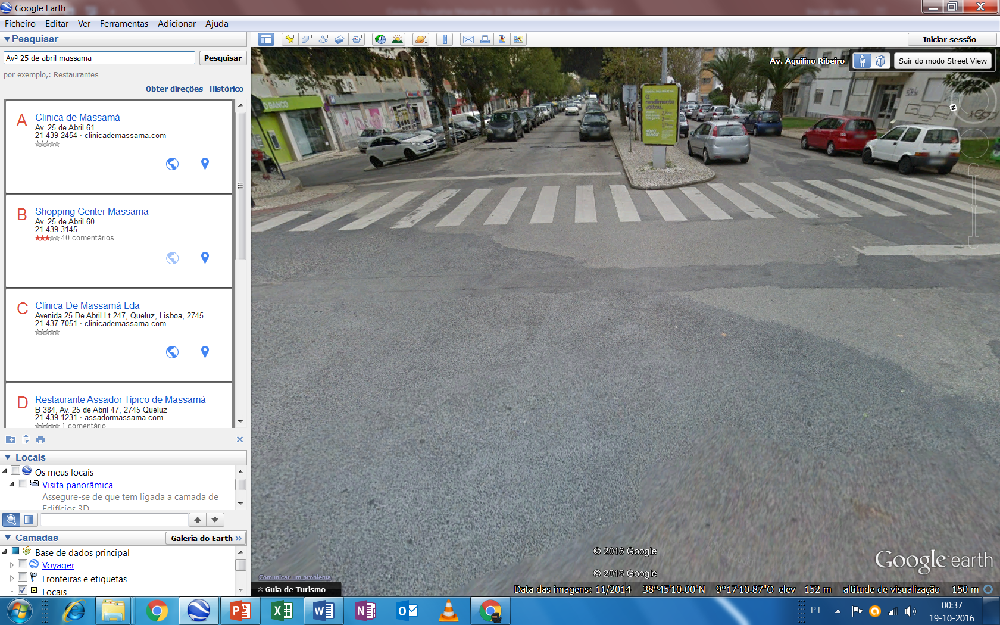 Google Earth
Ficheiro Editar Ver Ferramentas Adicionar Ajuda
Pesquisar
Iniciar sessão
Avª 25 de abril massama
Pesquisar
por exemplo,: Restaurantes
Obter direções Histórico
A
Clinica de Massamá
Av. 25 de Abril 61
21 439 2454 · clinicademassama.com
B
Shopping Center Massama
Av. 25 de Abril 60
21 439 3145
40 comentários
C
Clínica De Massamá Lda
Avenida 25 De Abril Lt 247, Queluz, Lisboa, 2745
21 437 7051 · clinicademassama.com
D
Restaurante Assador Típico de Massamá
B 384, Av. 25 de Abril 47, 2745 Queluz
21 439 1231 · assadormassama.com
1 comentário
Locais
Os meus locais
Visita panorâmica
Assegure-se de que tem ligada a camada de
Edifícios 3D
Camadas
Galeria do Earth »
Base de dados principal
Voyager
Fronteiras e etiquetas
Locais
Av. Aquilino Ribeiro
Sair do modo Street View
N
BANCO
O
rendimento
voltou.
NOVO
BANCO
© 2016 Google
© 2016 Google
Google earth
Comunicar um problema
Guia de Turismo
Data das imagens: 11/2014 38°45'10.00"N 9°17'10.87"O elev 152 m altitude de visualização 150 m
PT
00:37
19-10-2016